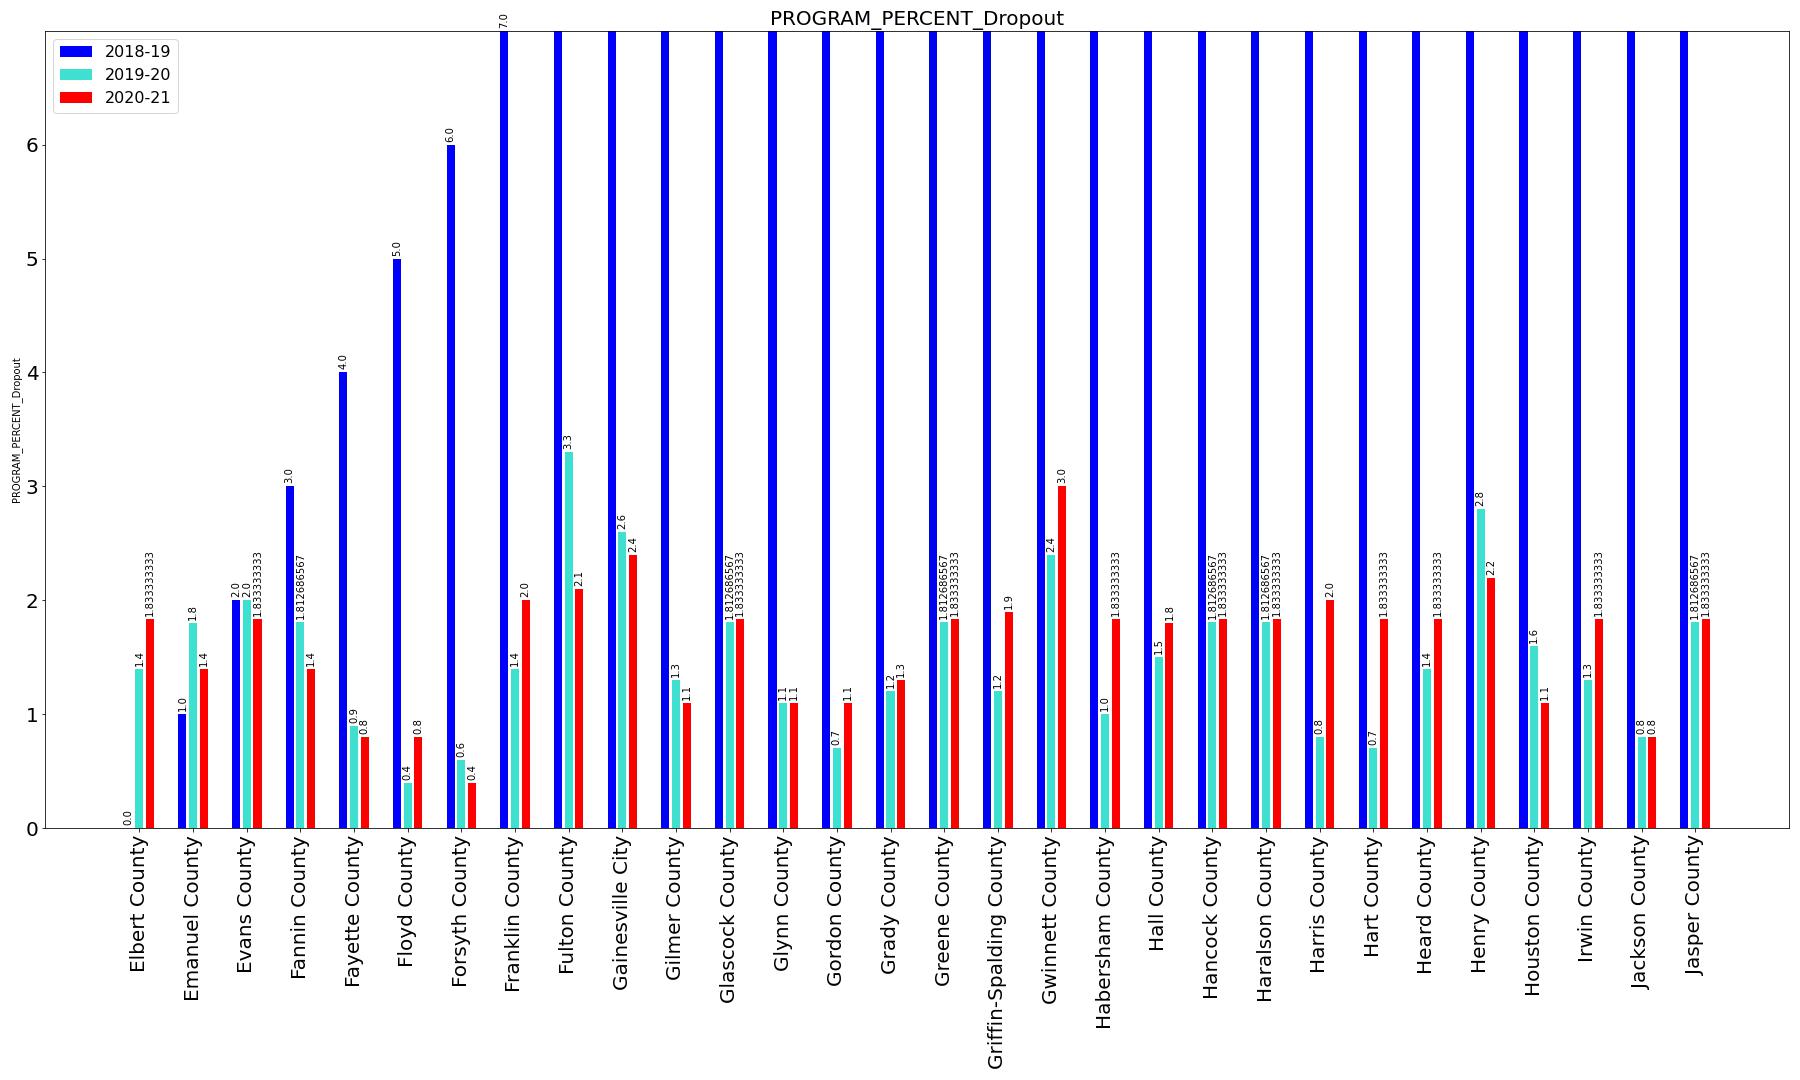 PROGRAM_PERCENT_Dropout
2018-19
2019-20
2020-21
PROGRAM_PERCENT_Dropout
6
5
4
3
2
1
0
0.0
1.4
1.833333333
1.0
1.8
1.4
2.0
2.0
1.833333333
3.0
1.812686567
1.4
4.0
0.9
0.8
5.0
0.4
0.8
6.0
0.6
0.4
7.0
1.4
2.0
3.3
2.1
2.6
2.4
1.3
1.1
1.812686567
1.833333333
1.1
1.1
0.7
1.1
1.2
1.3
1.812686567
1.833333333
1.2
1.9
2.4
3.0
1.0
1.833333333
1.5
1.8
1.812686567
1.833333333
1.812686567
1.833333333
0.8
2.0
0.7
1.833333333
1.4
1.833333333
2.8
2.2
1.6
1.1
1.3
1.833333333
0.8
0.8
1.812686567
1.833333333
Elbert County
Emanuel County
Evans County
Fannin County
Fayette County
Floyd County
Forsyth County
Franklin County
Fulton County
Gainesville City
Gilmer County
Glascock County
Glynn County
Gordon County
Grady County
Greene County
Griffin-Spalding County
Gwinnett County
Habersham County
Hall County
Hancock County
Haralson County
Harris County
Hart County
Heard County
Henry County
Houston County
Irwin County
Jackson County
Jasper County